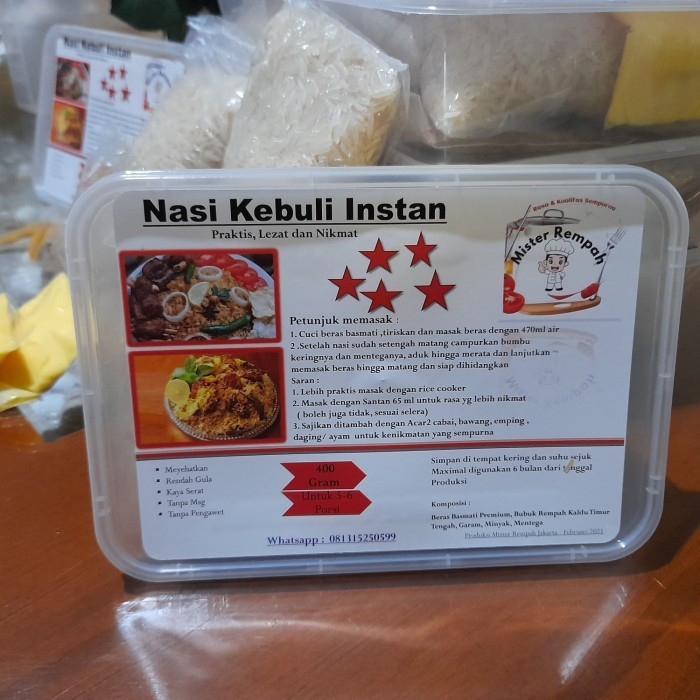 Nasi Kebuli Instan
Nasi Kebuli Instan
Praktis, Lezat dan Nikmat
Rasa & Kualitas Sempurna
Mister Rempah
Petunjuk memasak :
1. Cuci beras basmati ,tiriskan dan masak beras dengan 470ml air
2 .Setelah nasi sudah setengah matang campurkan bumbu
keringnya dan menteganya, aduk hingga merata dan lanjutkan
memasak beras hingga matang dan siap dihidangkan
Saran :
1. Lebih praktis masak dengan rice cooker
2. Masak dengan Santan 65 ml untuk rasa yg lebih nikmat
( boleh juga tidak, sesuai selera)
3. Sajikan ditambah dengan Acar2 cabai, bawang, emping ,
daging/ ayam untuk kenikmatan yang sempurna
Meyehatkan
Rendah Gula
Kaya Serat
Tanpa Msg
Tanpa Pengawet
400
Gram
Untuk 5-6
Porsi
Simpan di tempat kering dan suhu sejuk
Maximal digunakan 6 bulan dari tinggal
Produksi
Komposisi :
Beras Basmati Premium, Bubuk Rempah Kaldu Timur
Tengah, Garam, Minyak, Mentega
Produksi Mister Rempah Jakarta - Februari 2021
Whatsapp : 081315250599